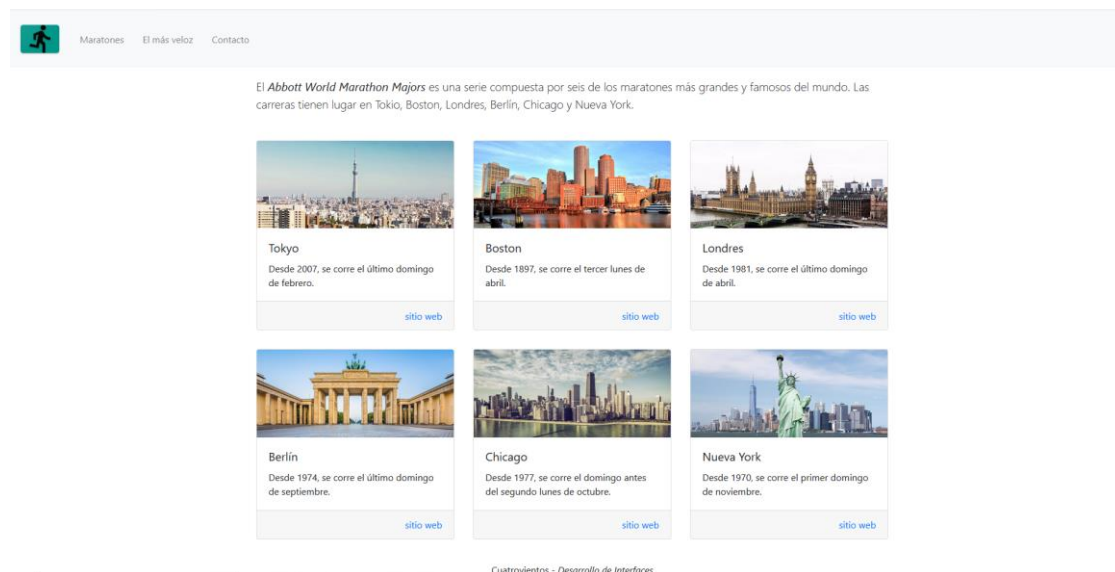 Maratones El más veloz Contacto
El Abbott World Marathon Majors es una serie compuesta por seis de los maratones más grandes y famosos del mundo. Las
carreras tienen lugar en Tokio, Boston, Londres, Berlín, Chicago y Nueva York.
Tokyo
Desde 2007, se corre el último domingo
de febrero.
sitio web
Boston
Desde 1897, se corre el tercer lunes de
abril.
sitio web
Londres
Desde 1981, se corre el último domingo
de abril.
sitio web
Berlín
Desde 1974, se corre el último domingo
de septiembre.
sitio web
Chicago
Desde 1977, se corre el domingo antes
del segundo lunes de octubre.
sitio web
Nueva York
Desde 1970, se corre el primer domingo
de noviembre.
sitio web
Cuatrovientos - Desarrollo de Interfaces